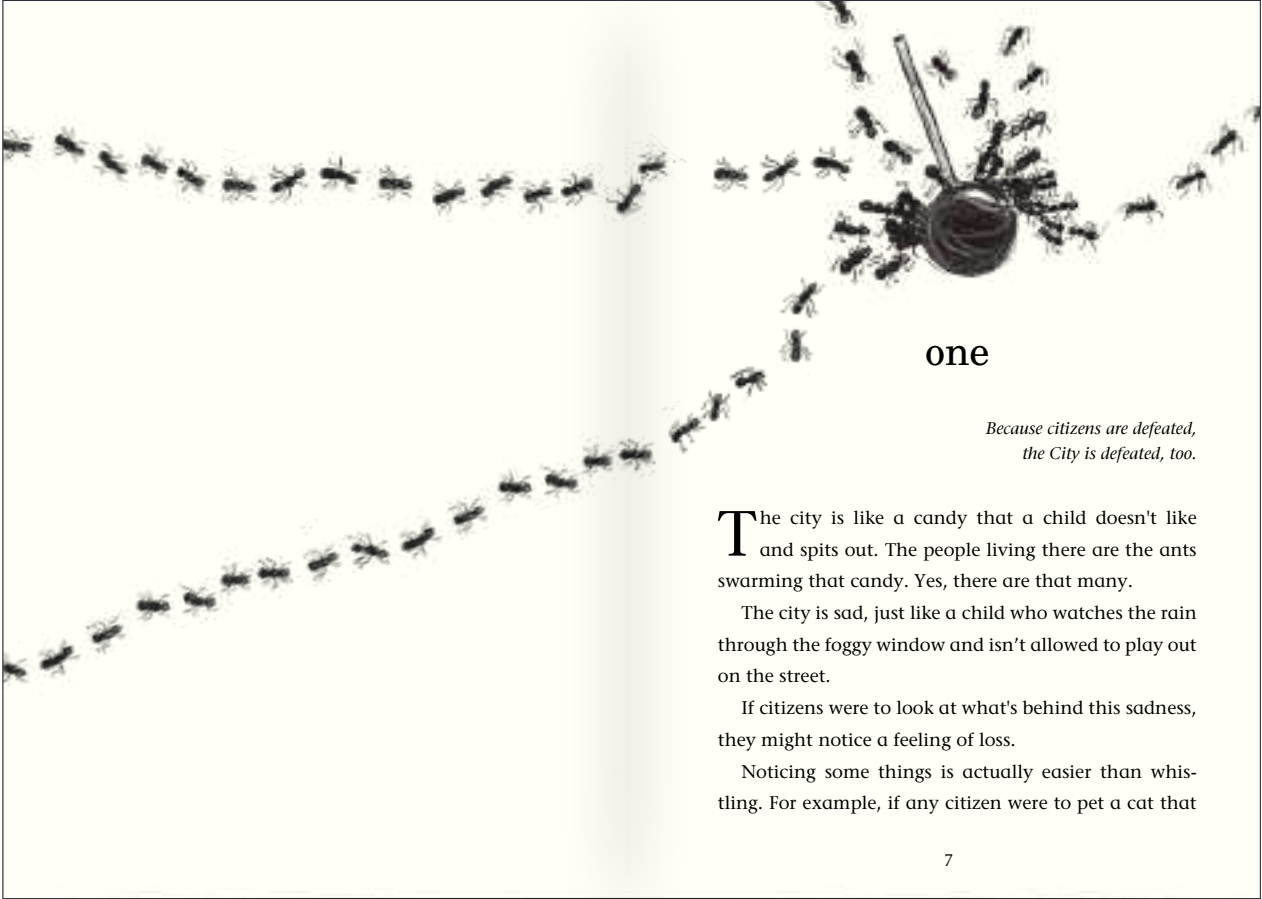 one
Because citizens are defeated,
the City is defeated, too.
The city is like a candy that a child doesn't like
and spits out. The people living there are the ants
swarming that candy. Yes, there are that many.
The city is sad, just like a child who watches the rain
through the foggy window and isn’t allowed to play out
on the street.
If citizens were to look at what's behind this sadness,
they might notice a feeling of loss.
Noticing some things is actually easier than whis-
tling. For example, if any citizen were to pet a cat that
7